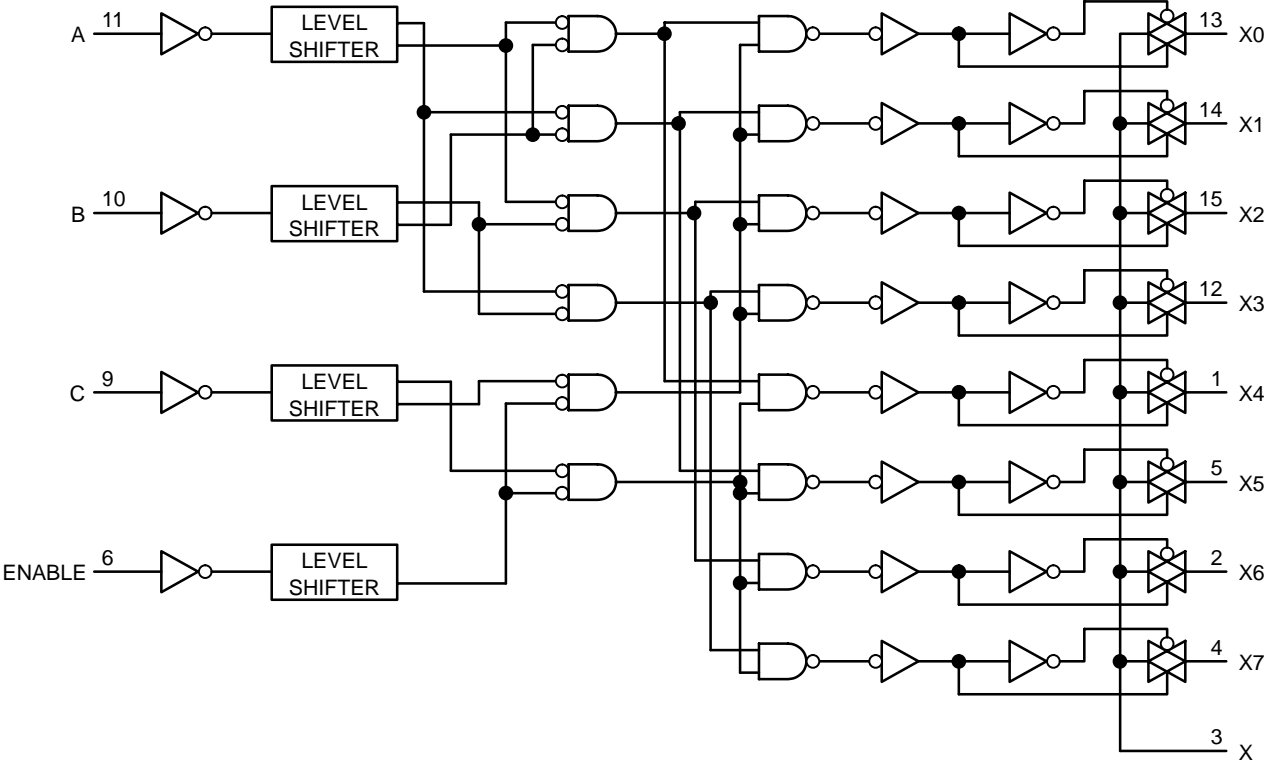 A 11 LEVEL SHIFTER 13 X0
14 X1
B 10 LEVEL SHIFTER 15 X2
12 X3
C 9 LEVEL SHIFTER 1 X4
5 X5
ENABLE 6 LEVEL SHIFTER 2 X6
4 X7
3 X